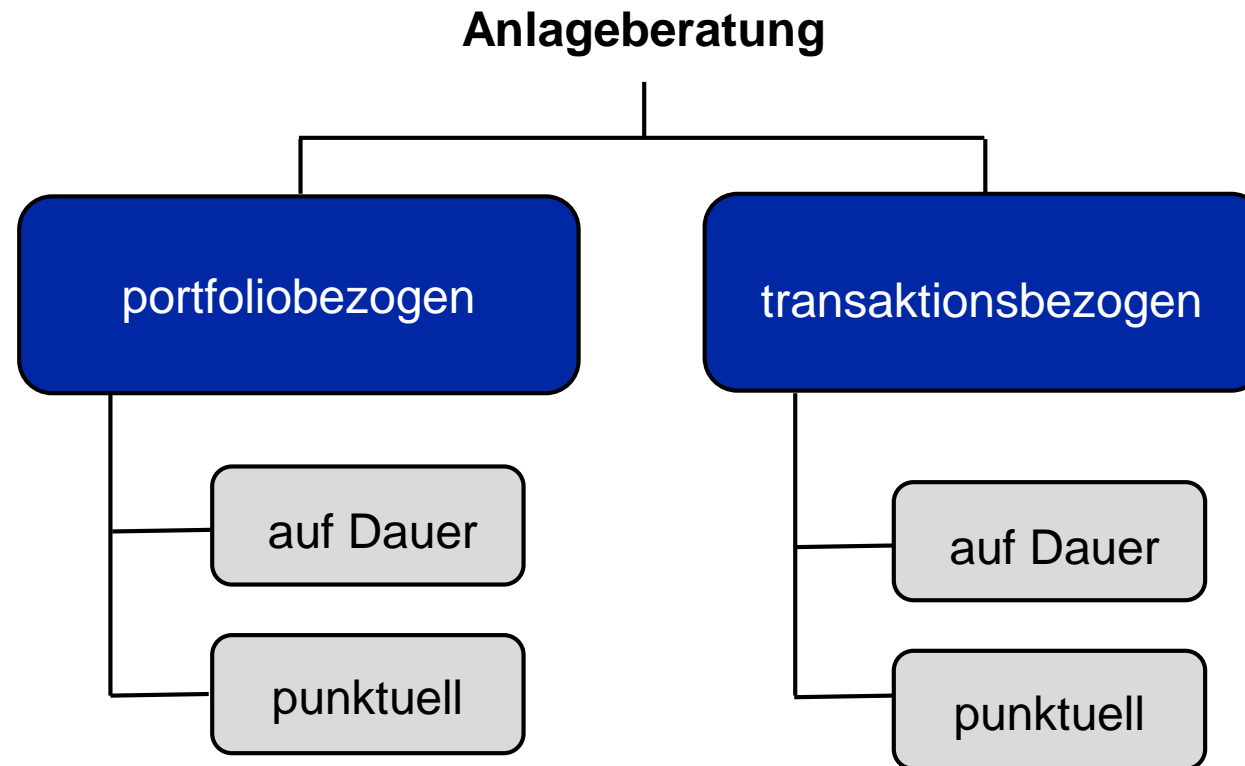 Anlageberatung
portfoliobezogen
transaktionsbezogen
auf Dauer
auf Dauer
punktuell
punktuell